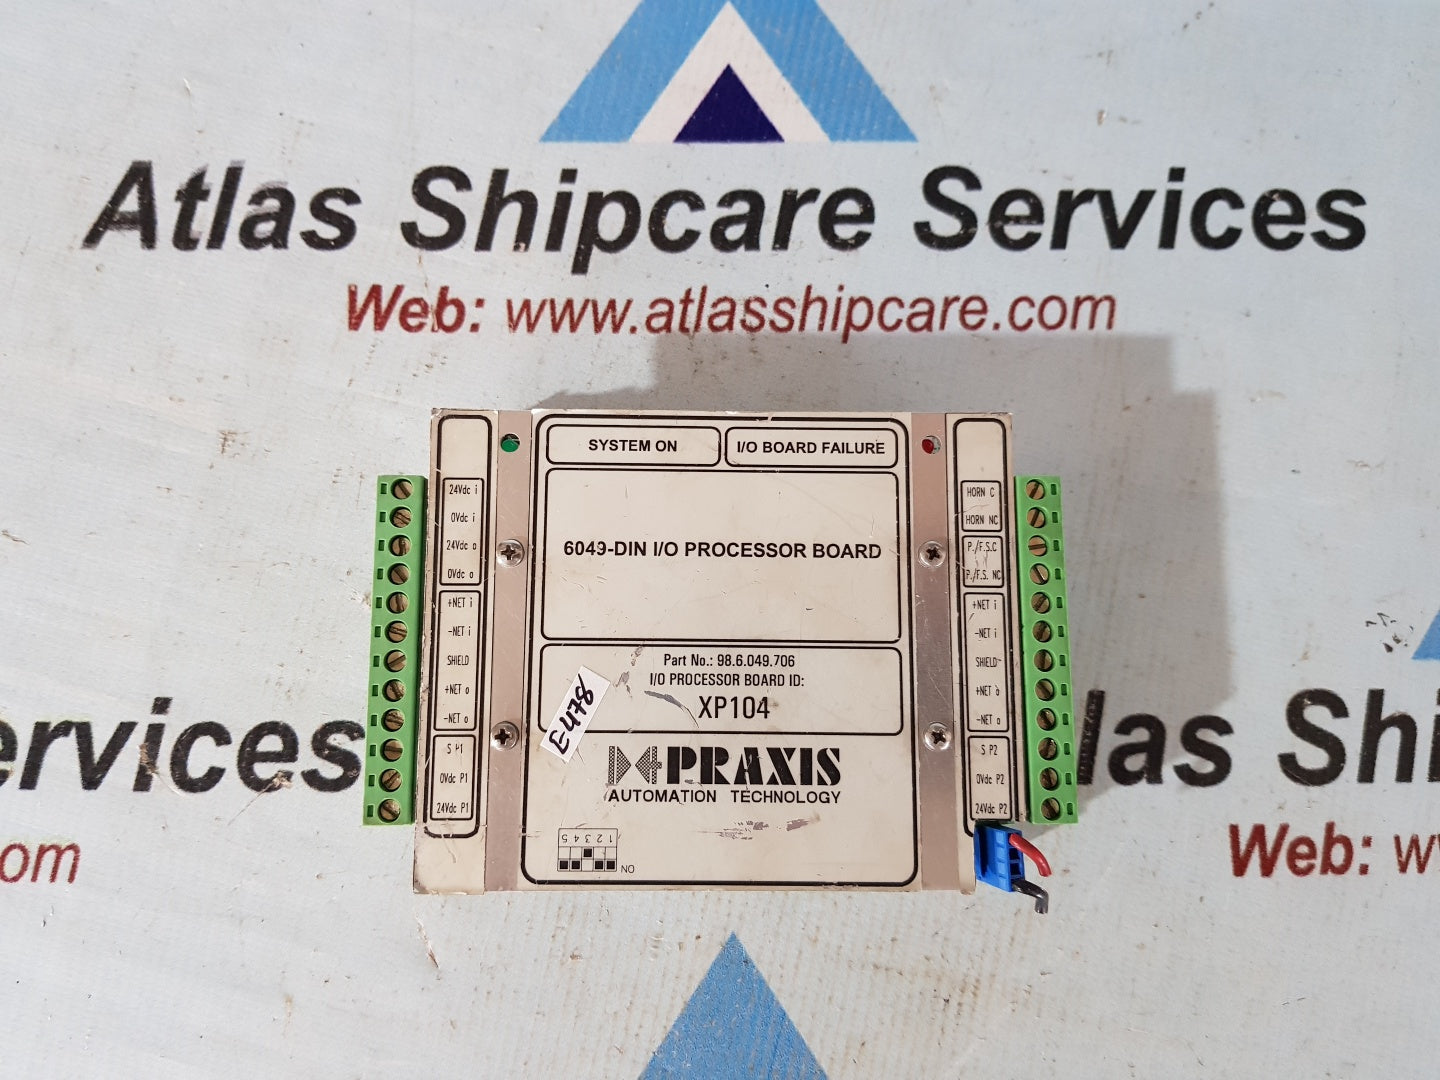 Atlas Shipcare Services
Web: www.atlasshipcare.com
SYSTEM ON
I/O BOARD FAILURE
24Vdc i
0Vdc i
24Vdc o
0Vdc o
+NET i
-NET i
SHIELD
+NET o
-NET o
S P1
0Vdc P1
24Vdc P1
6049-DIN I/O PROCESSOR BOARD
Part No.: 98.6.049.706
I/O PROCESSOR BOARD ID:
XP104
E478
PRAXIS
AUTOMATION TECHNOLOGY
1 2 3 4 5
ON
HORN C
HORN NC
P./F.S.C
P./F.S. NC
+NET i
-NET i
SHIELD
+NET o
-NET o
S P2
0Vdc P2
24Vdc P2
ervices
las Shi
om
Web: w